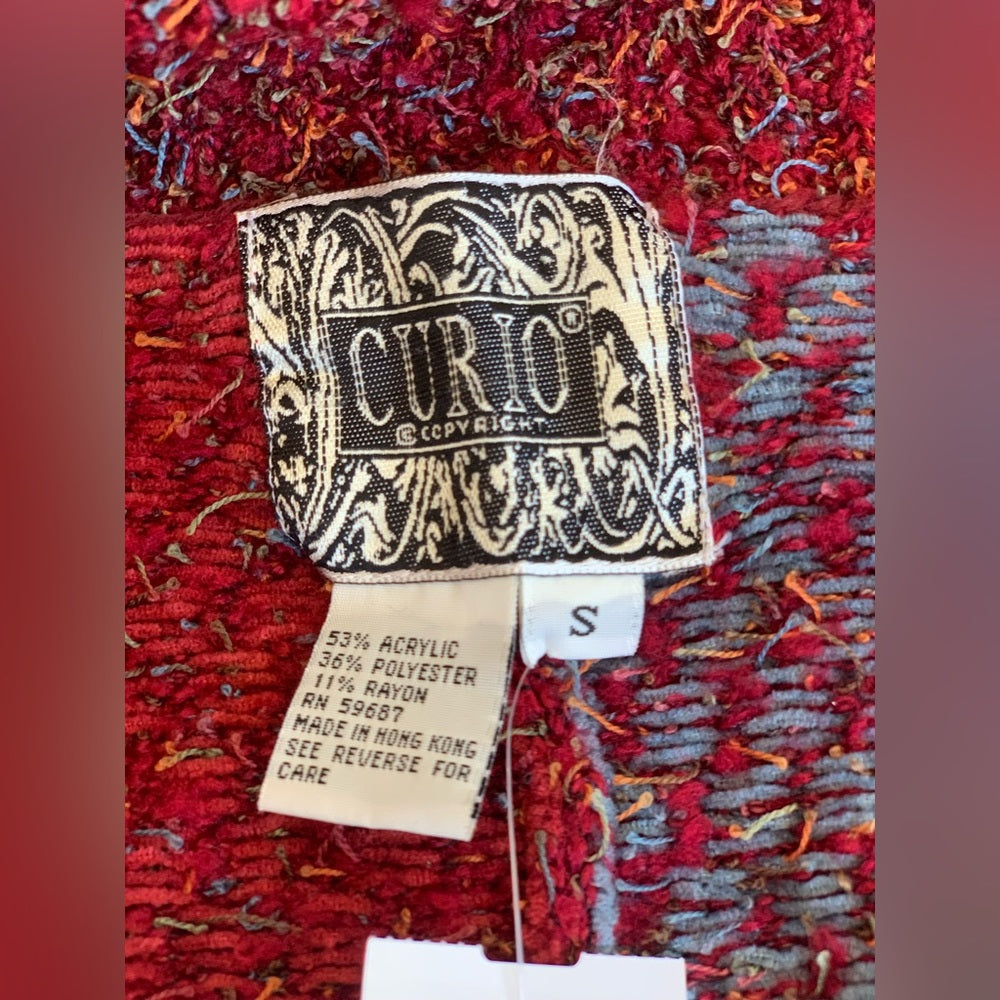 CURIO®
© COPYRIGHT
S
53% ACRYLIC
36% POLYESTER
11% RAYON
RN 59687
MADE IN HONG KONG
SEE REVERSE FOR
CARE